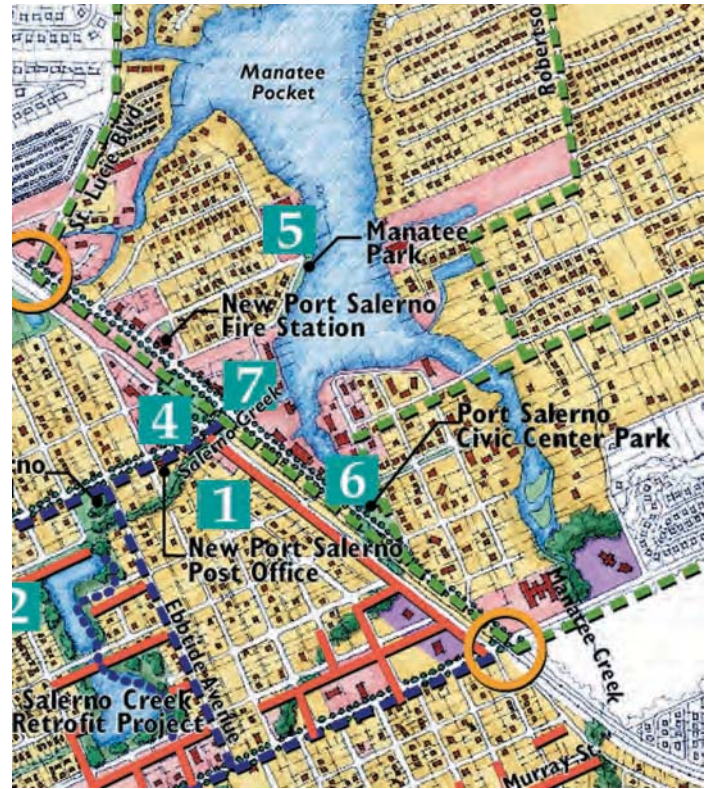 Manatee
Pocket
Robertso
St. Lucie Blvd.
5
Manatee
Park
New Port Salerno
Fire Station
7
4
Salerno Creek
Port Salerno
Civic Center Park
rno
6
1
New Port Salerno
Post Office
2
Ebbtide Avenue
Manatee Creek
Salerno Creek
Retrofit Project
Murray St.